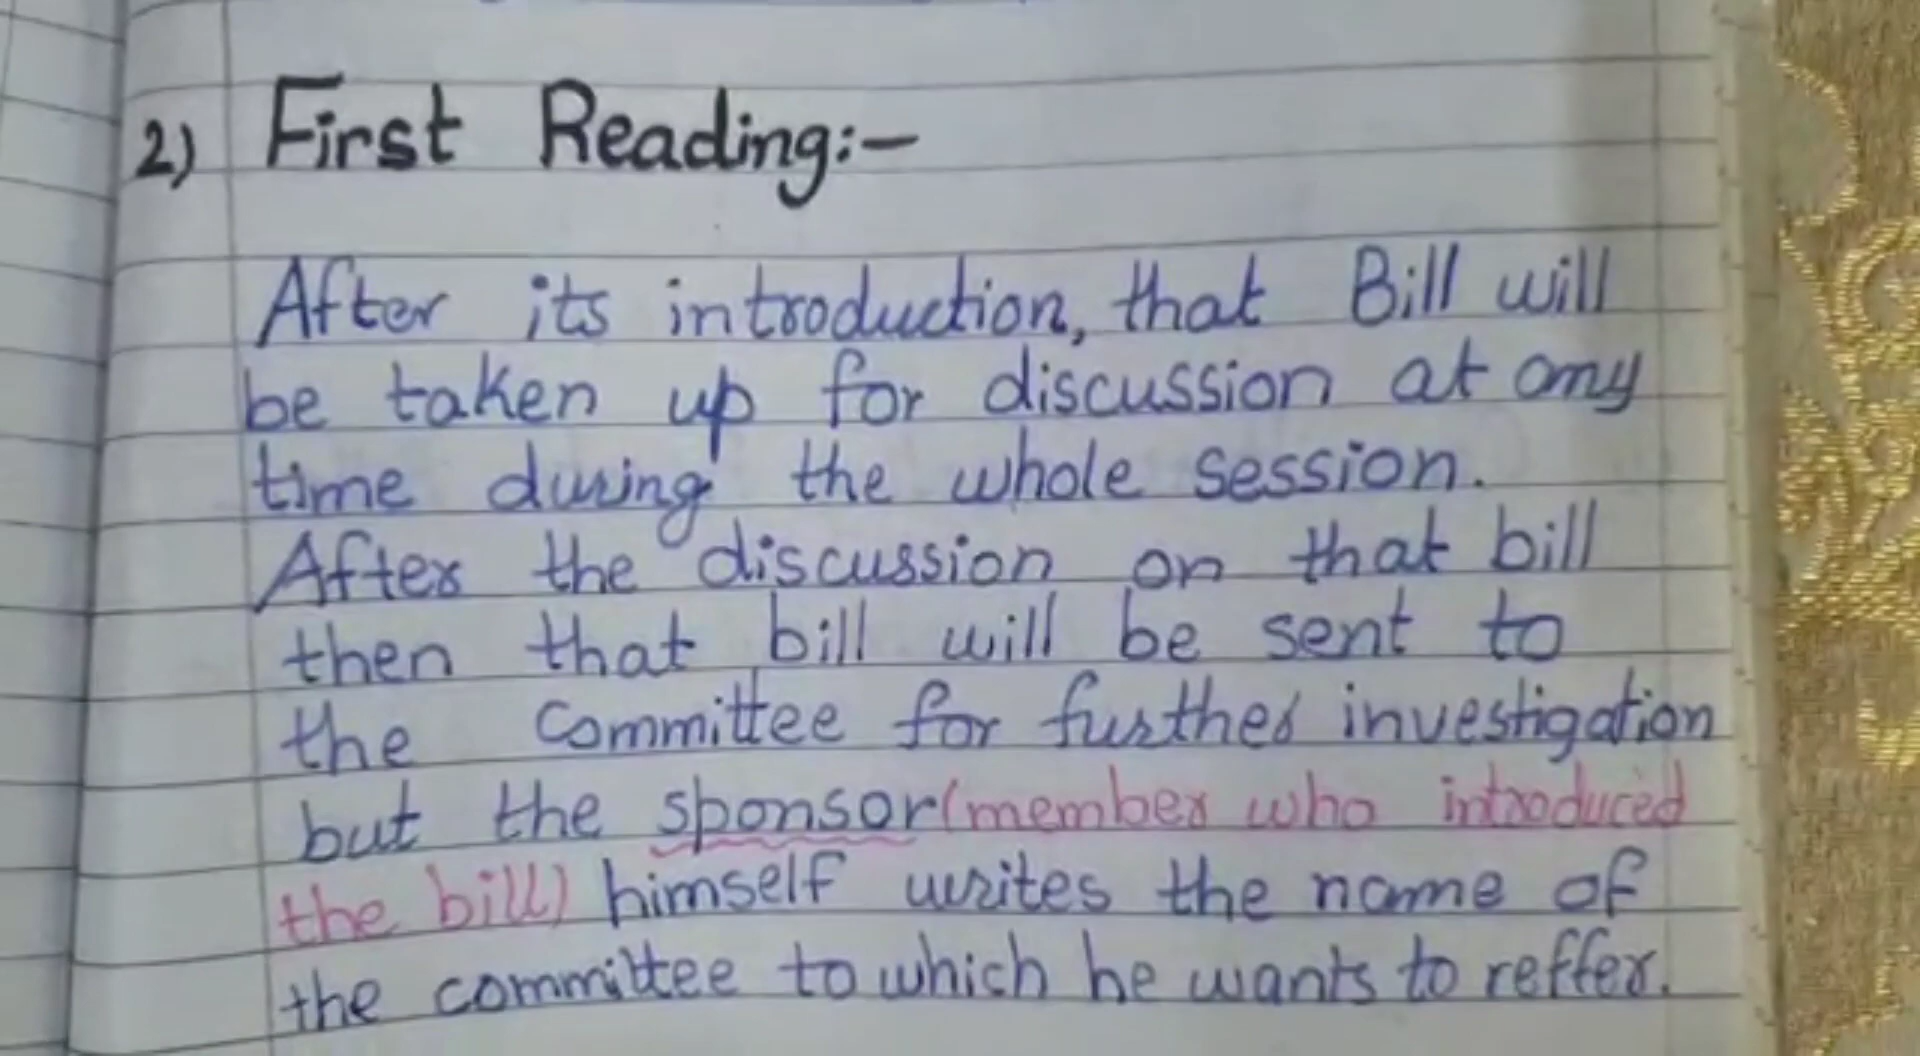 2) First Reading:-
After its introduction, that Bill will
be taken up for discussion at any
time during the whole session.
After the discussion on that bill
then that bill will be sent to
the committee for further investigation
but the sponsor(member who introduced
the bill) himself writes the name of
the committee to which he wants to reffer.